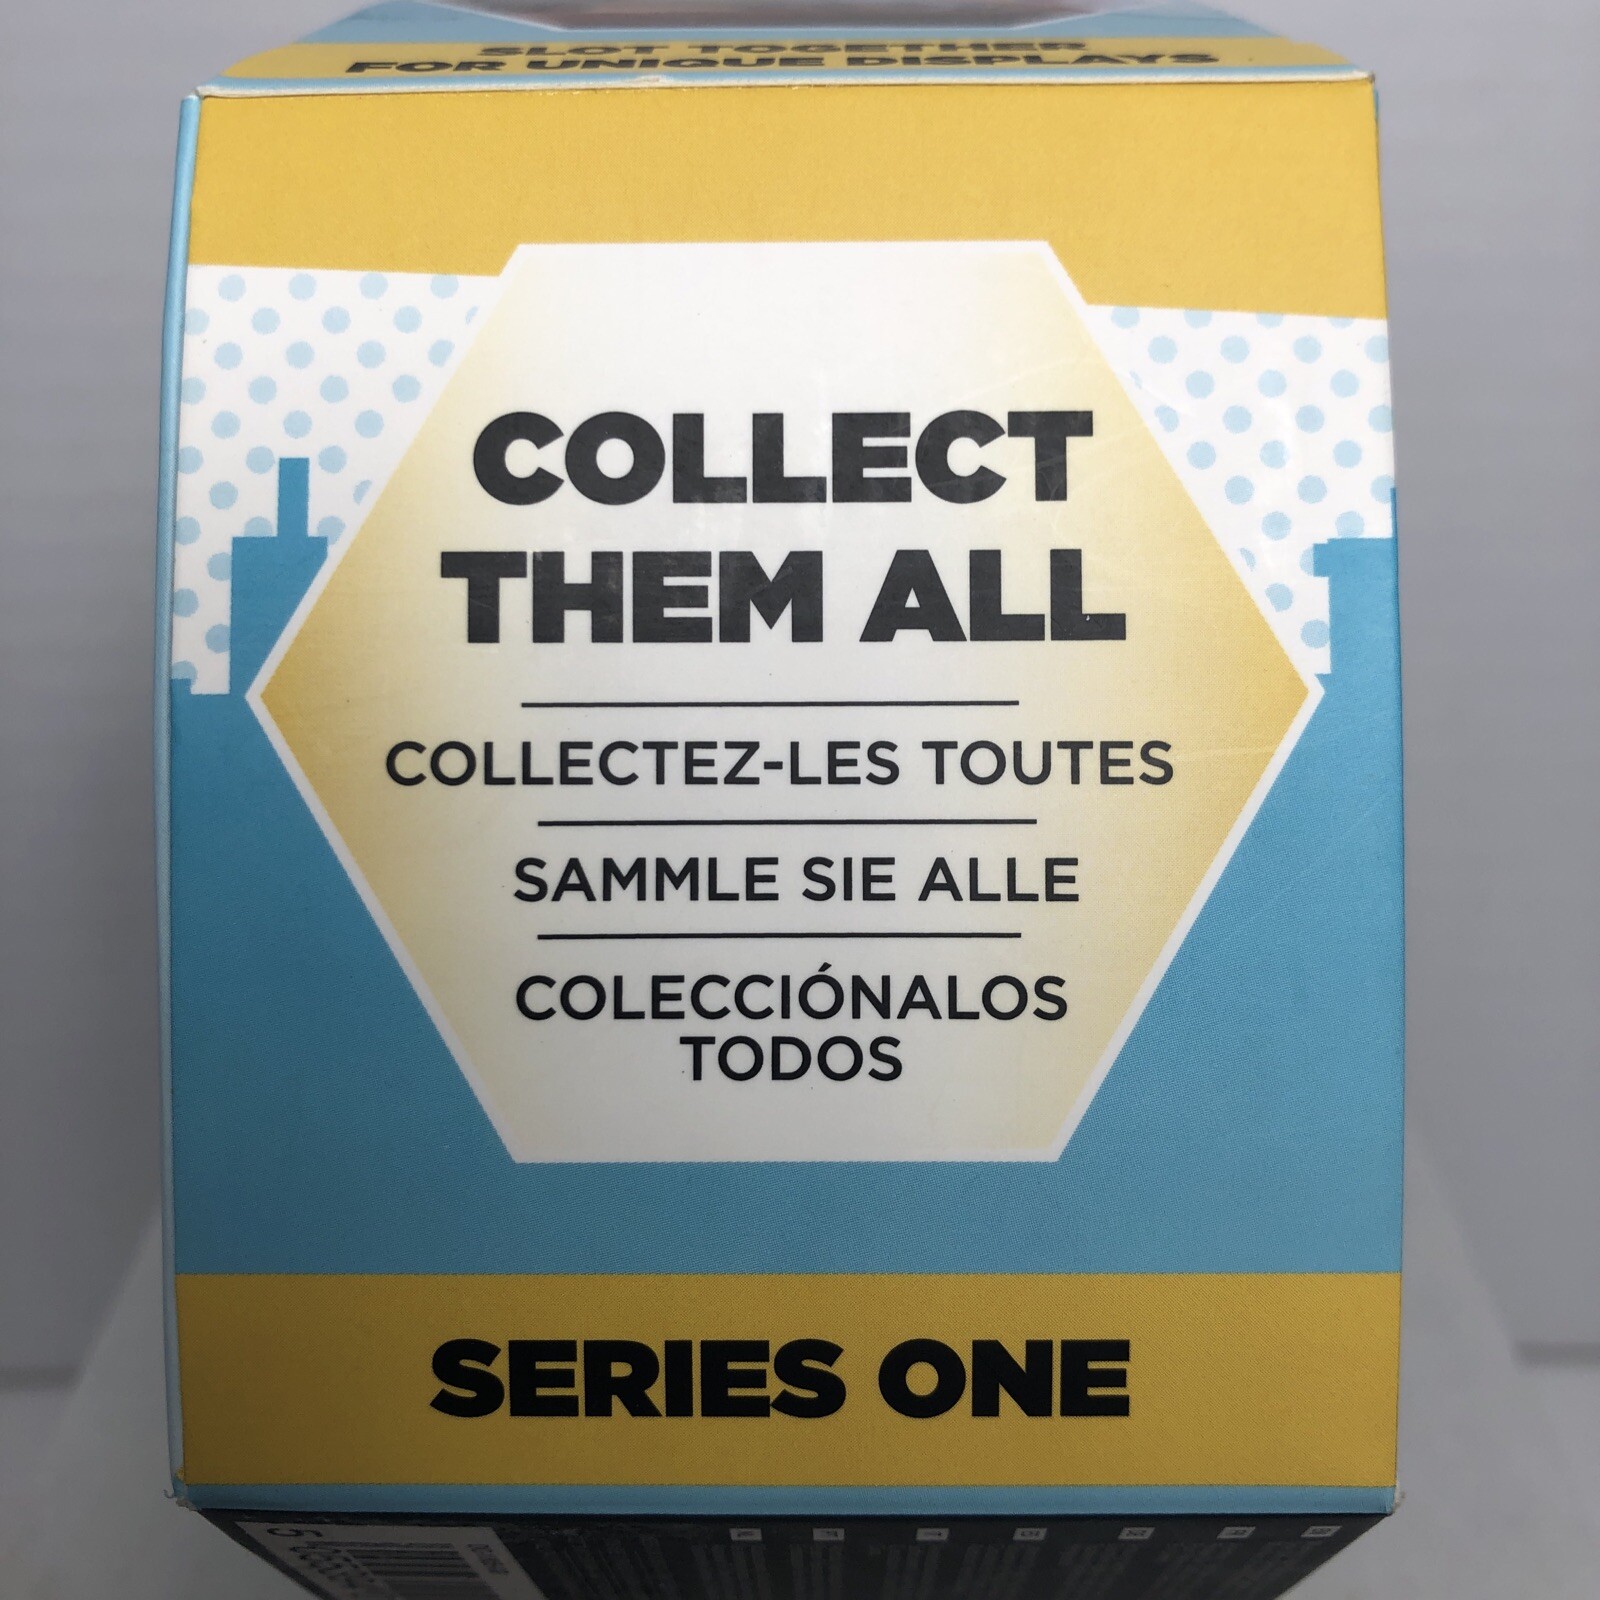 SLOT TOGETHER
FOR UNIQUE DISPLAYS
COLLECT
THEM ALL
COLLECTEZ-LES TOUTES
SAMMLE SIE ALLE
COLECCIÓNALOS
TODOS
SERIES ONE